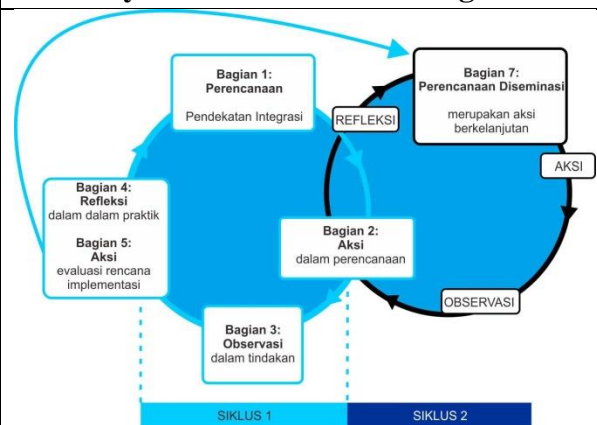 Bagian 1:
Perencanaan
Pendekatan Integrasi
Bagian 7:
Perencanaan Diseminasi
merupakan aksi
berkelanjutan
REFLEKSI
AKSI
Bagian 4:
Refleksi
dalam dalam praktik
Bagian 5:
Aksi
evaluasi rencana
implementasi
Bagian 2:
Aksi
dalam perencanaan
OBSERVASI
Bagian 3:
Observasi
dalam tindakan
SIKLUS 1
SIKLUS 2